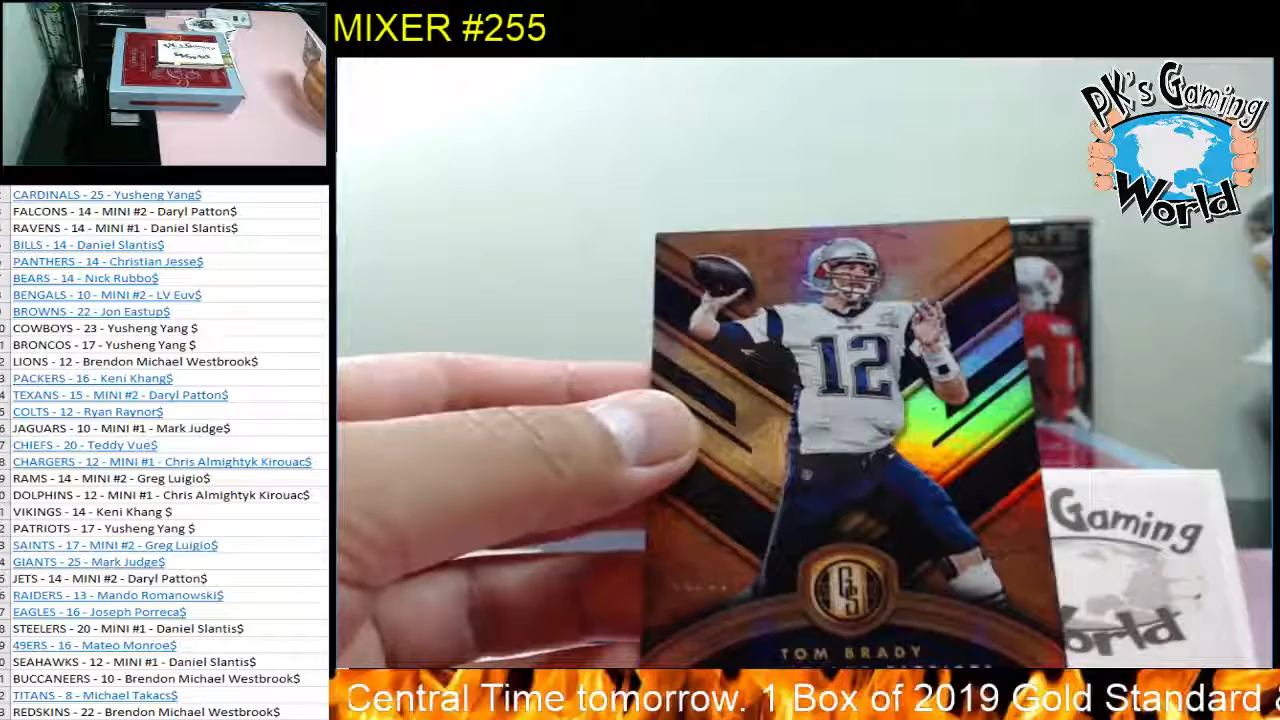 MIXER #255
PK's Gaming
World
PK's Gaming
World
CARDINALS - 25 - Yusheng Yang$
FALCONS - 14 - MINI #2 - Daryl Patton$
RAVENS - 14 - MINI #1 - Daniel Slantis$
BILLS - 14 - Daniel Slantis$
PANTHERS - 14 - Christian Jesse$
BEARS - 14 - Nick Rubbo$
BENGALS - 10 - MINI #2 - LV Euv$
BROWNS - 22 - Jon Eastup$
COWBOYS - 23 - Yusheng Yang $
BRONCOS - 17 - Yusheng Yang $
LIONS - 12 - Brendon Michael Westbrook$
PACKERS - 16 - Keni Khang$
TEXANS - 15 - MINI #2 - Daryl Patton$
COLTS - 12 - Ryan Raynor$
JAGUARS - 10 - MINI #1 - Mark Judge$
CHIEFS - 20 - Teddy Vue$
CHARGERS - 12 - MINI #1 - Chris Almightyk Kirouac$
RAMS - 14 - MINI #2 - Greg Luigio$
DOLPHINS - 12 - MINI #1 - Chris Almightyk Kirouac$
VIKINGS - 14 - Keni Khang $
PATRIOTS - 17 - Yusheng Yang $
SAINTS - 17 - MINI #2 - Greg Luigio$
GIANTS - 25 - Mark Judge$
JETS - 14 - MINI #2 - Daryl Patton$
RAIDERS - 13 - Mando Romanowski$
EAGLES - 16 - Joseph Porreca$
STEELERS - 20 - MINI #1 - Daniel Slantis$
49ERS - 16 - Mateo Monroe$
SEAHAWKS - 12 - MINI #1 - Daniel Slantis$
BUCCANEERS - 10 - Brendon Michael Westbrook$
TITANS - 8 - Michael Takacs$
REDSKINS - 22 - Brendon Michael Westbrook$
12
GS
TOM BRADY
Gaming
World
Central Time tomorrow. 1 Box of 2019 Gold Standard